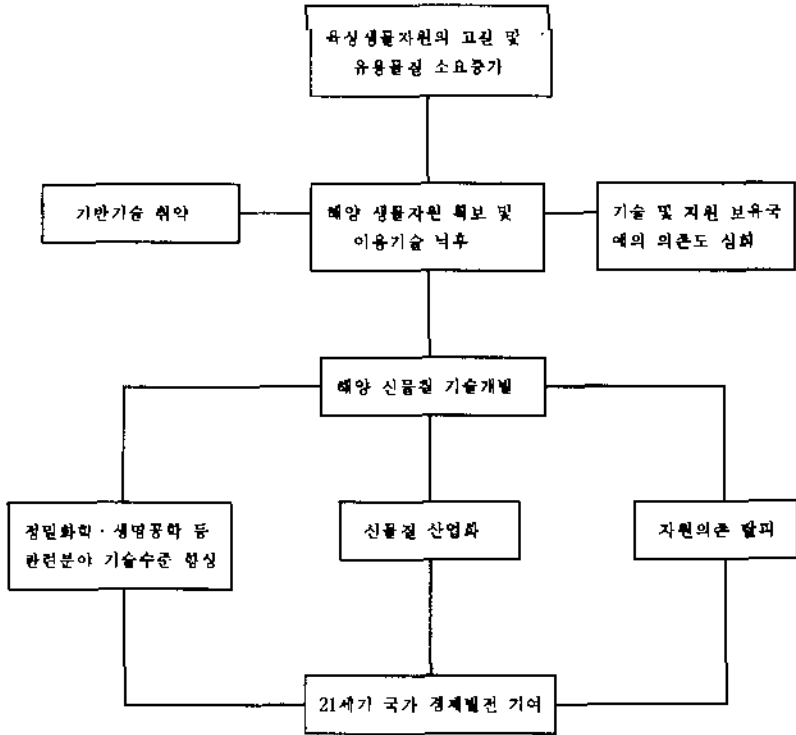 육상생물자원의 고갈 및
유용물질 소요증가
기반기술 취약
해양 생물자원 확보 및
이용기술 낙후
기술 및 자원 보유국
에의 의존도 심화
해양 신물질 기술개발
정밀화학·생명공학 등
관련분야 기술수준 향상
신물질 산업화
자원의존 탈피
21세기 국가 경제발전 기여